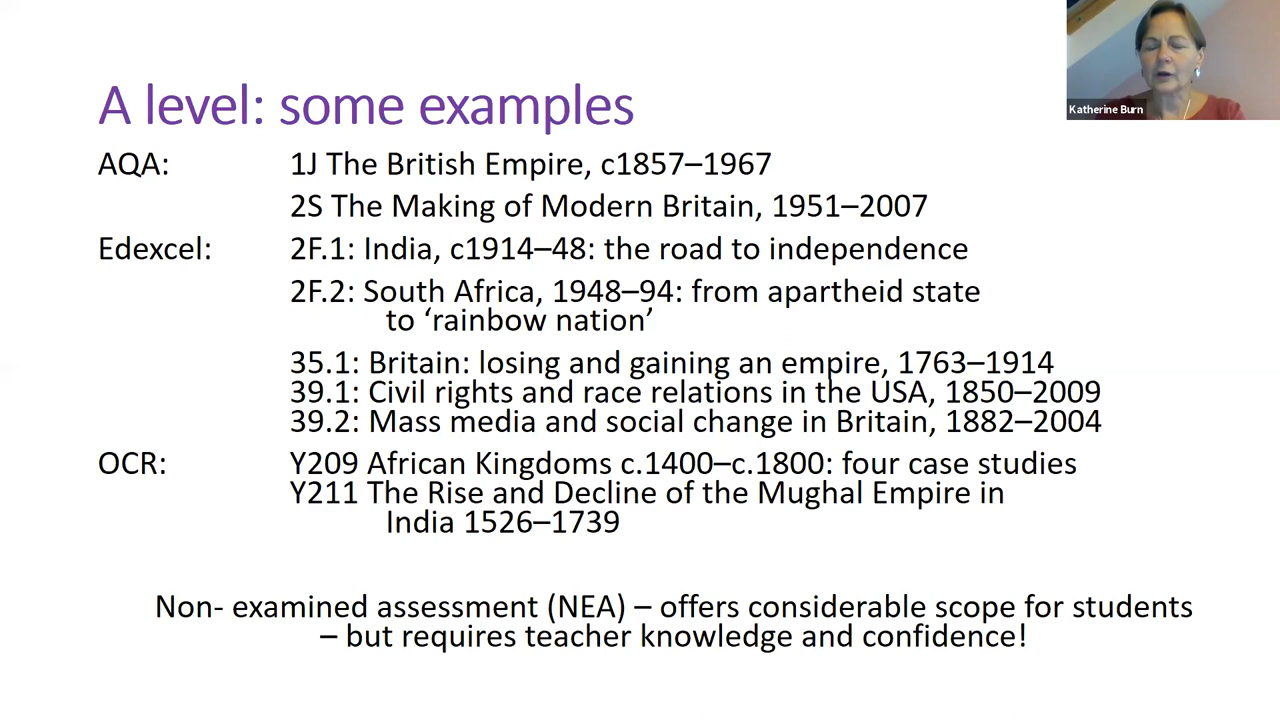 A level: some examples
Katherine Burn
AQA: 1J The British Empire, c1857–1967
2S The Making of Modern Britain, 1951–2007
Edexcel: 2F.1: India, c1914–48: the road to independence
2F.2: South Africa, 1948–94: from apartheid state
to ‘rainbow nation’
35.1: Britain: losing and gaining an empire, 1763–1914
39.1: Civil rights and race relations in the USA, 1850–2009
39.2: Mass media and social change in Britain, 1882–2004
OCR: Y209 African Kingdoms c.1400–c.1800: four case studies
Y211 The Rise and Decline of the Mughal Empire in
India 1526–1739
Non- examined assessment (NEA) – offers considerable scope for students
– but requires teacher knowledge and confidence!